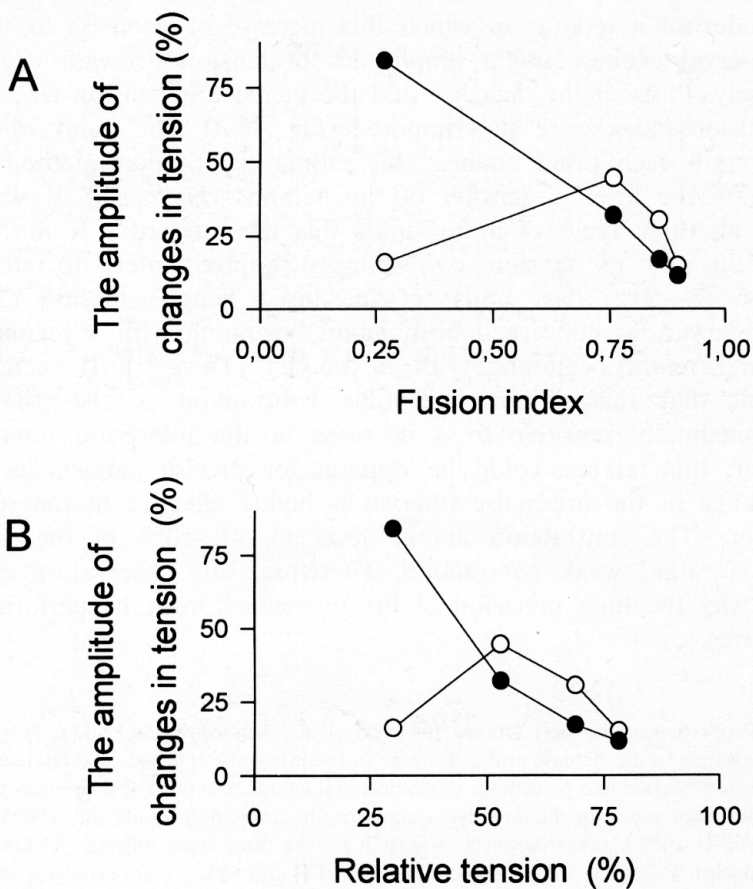 A
The amplitude of
changes in tension (%)
75
50
25
0
0,00
0,25
0,50
0,75
1,00
Fusion index
B
The amplitude of
changes in tension (%)
75
50
25
0
0
25
50
75
100
Relative tension (%)